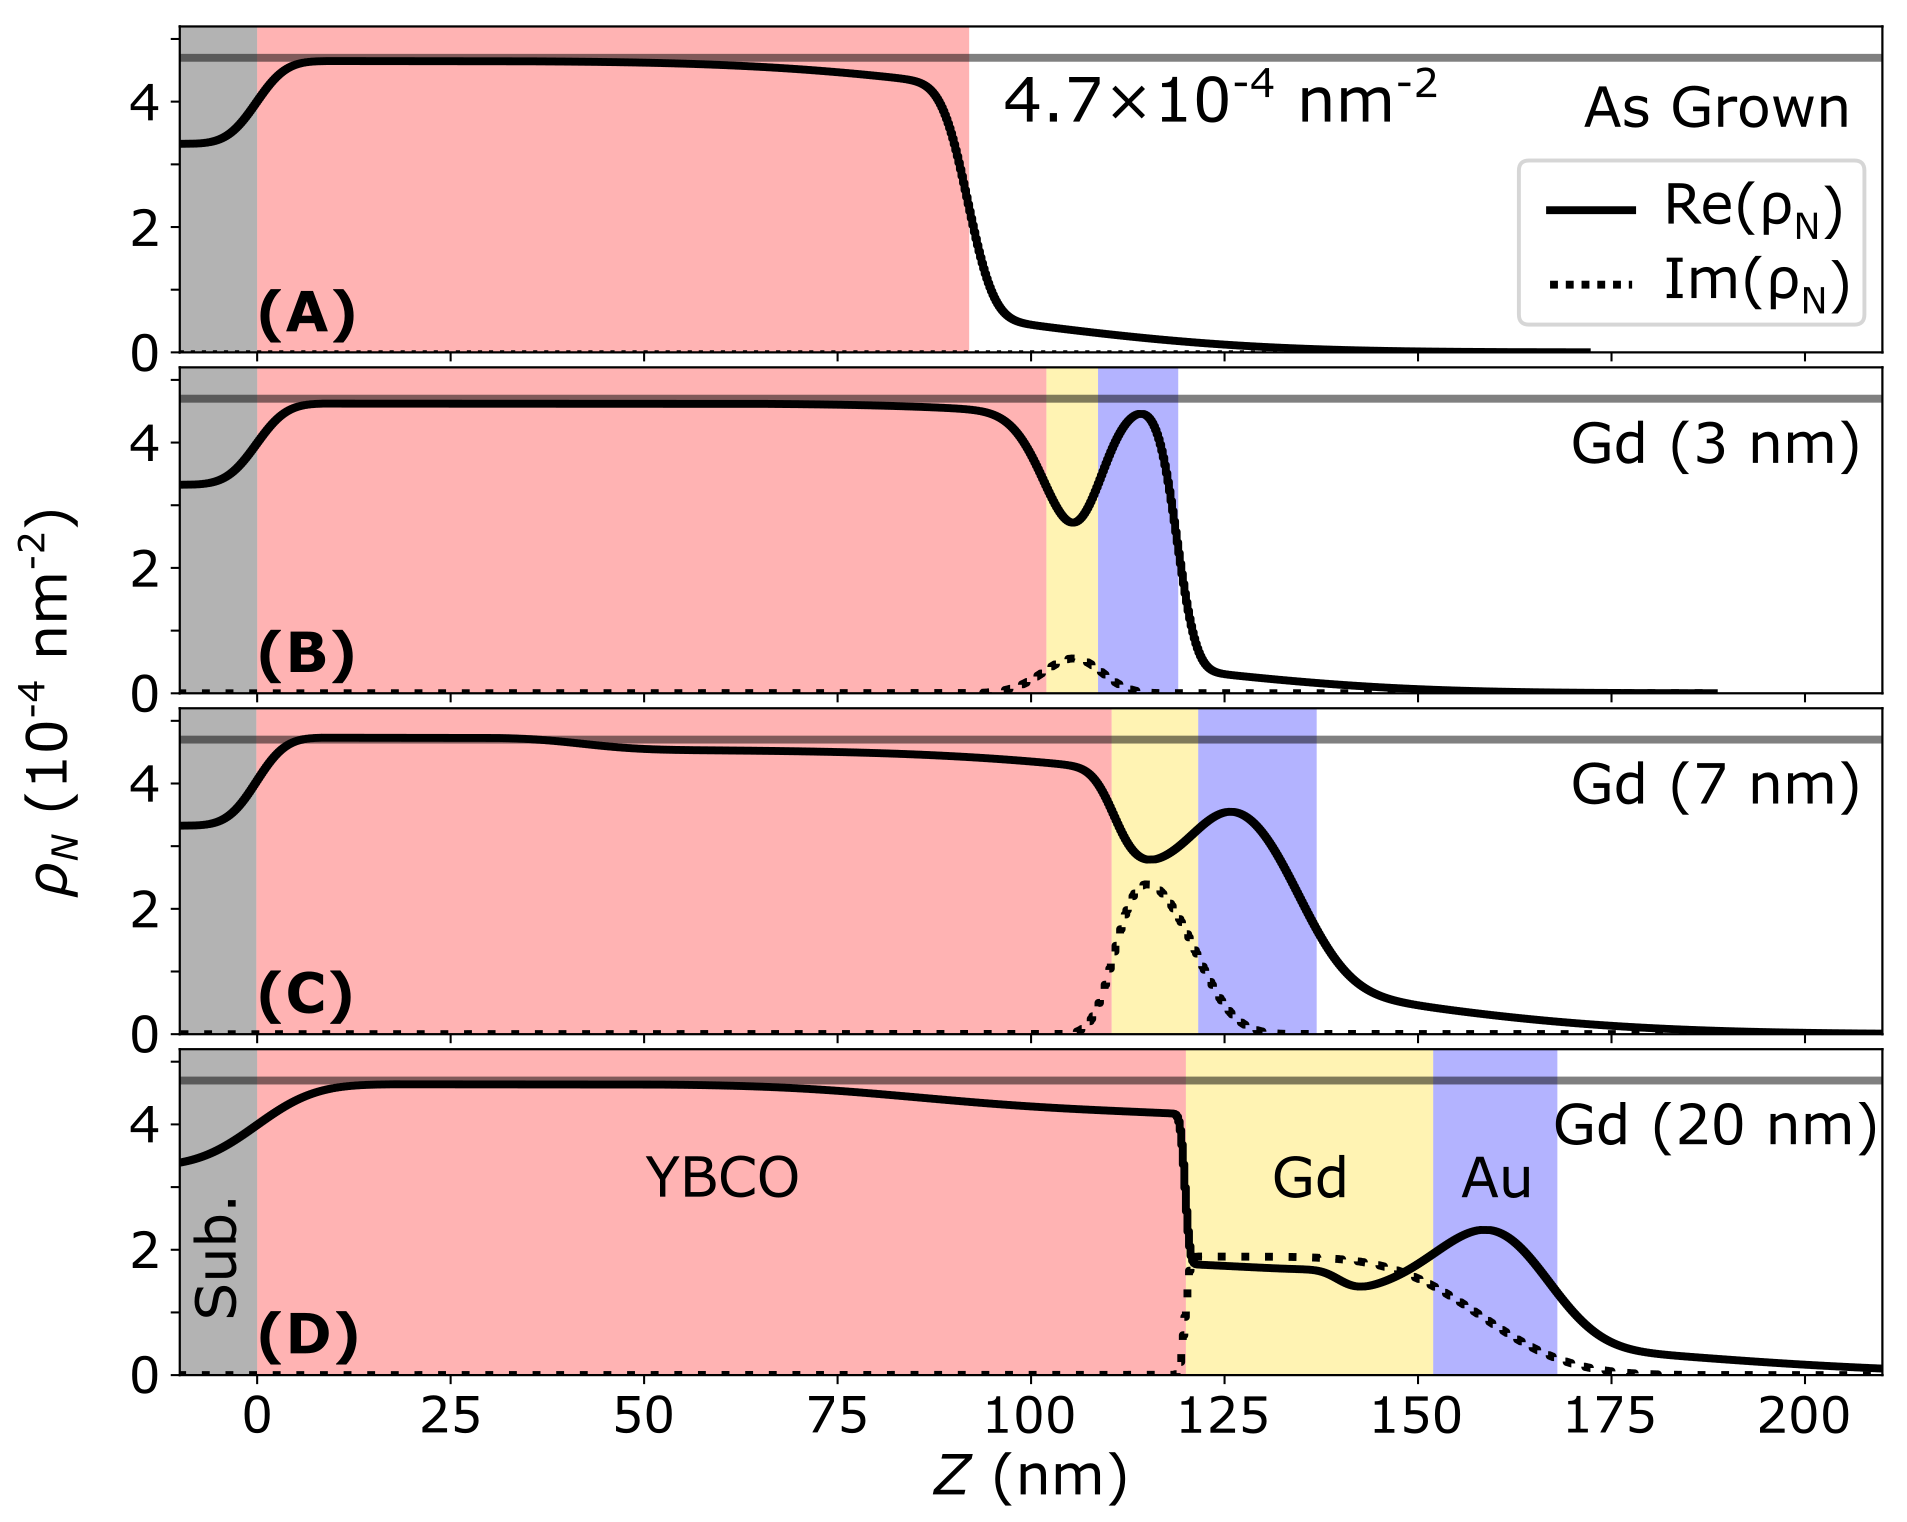 ρN (10-4 nm-2)
4
2
0
4.7×10-4 nm-2
As Grown
Re(ρN)
Im(ρN)
(A)
4
2
0
Gd (3 nm)
(B)
4
2
0
Gd (7 nm)
(C)
4
2
0
Gd (20 nm)
YBCO
Gd
Au
Sub.
(D)
0 25 50 75 100 125 150 175 200
Z (nm)